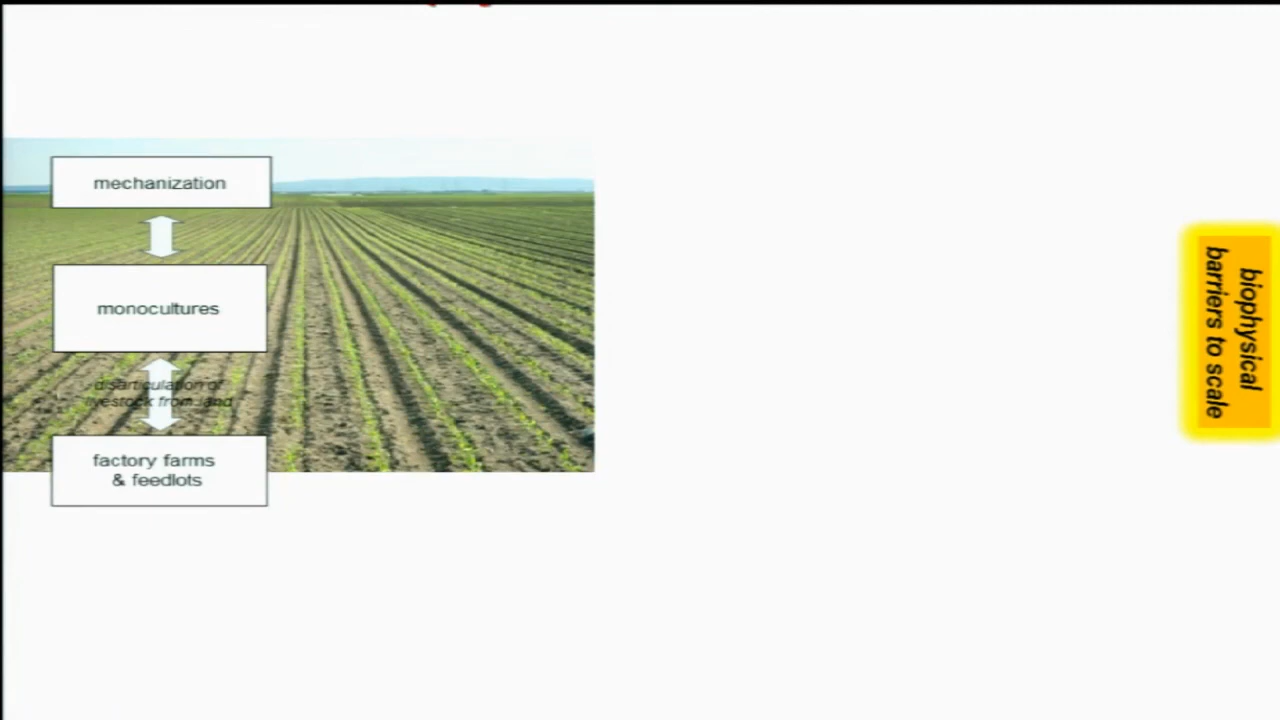 mechanization
monocultures
disarticulation of
livestock from land
factory farms
& feedlots
biophysical
barriers to scale